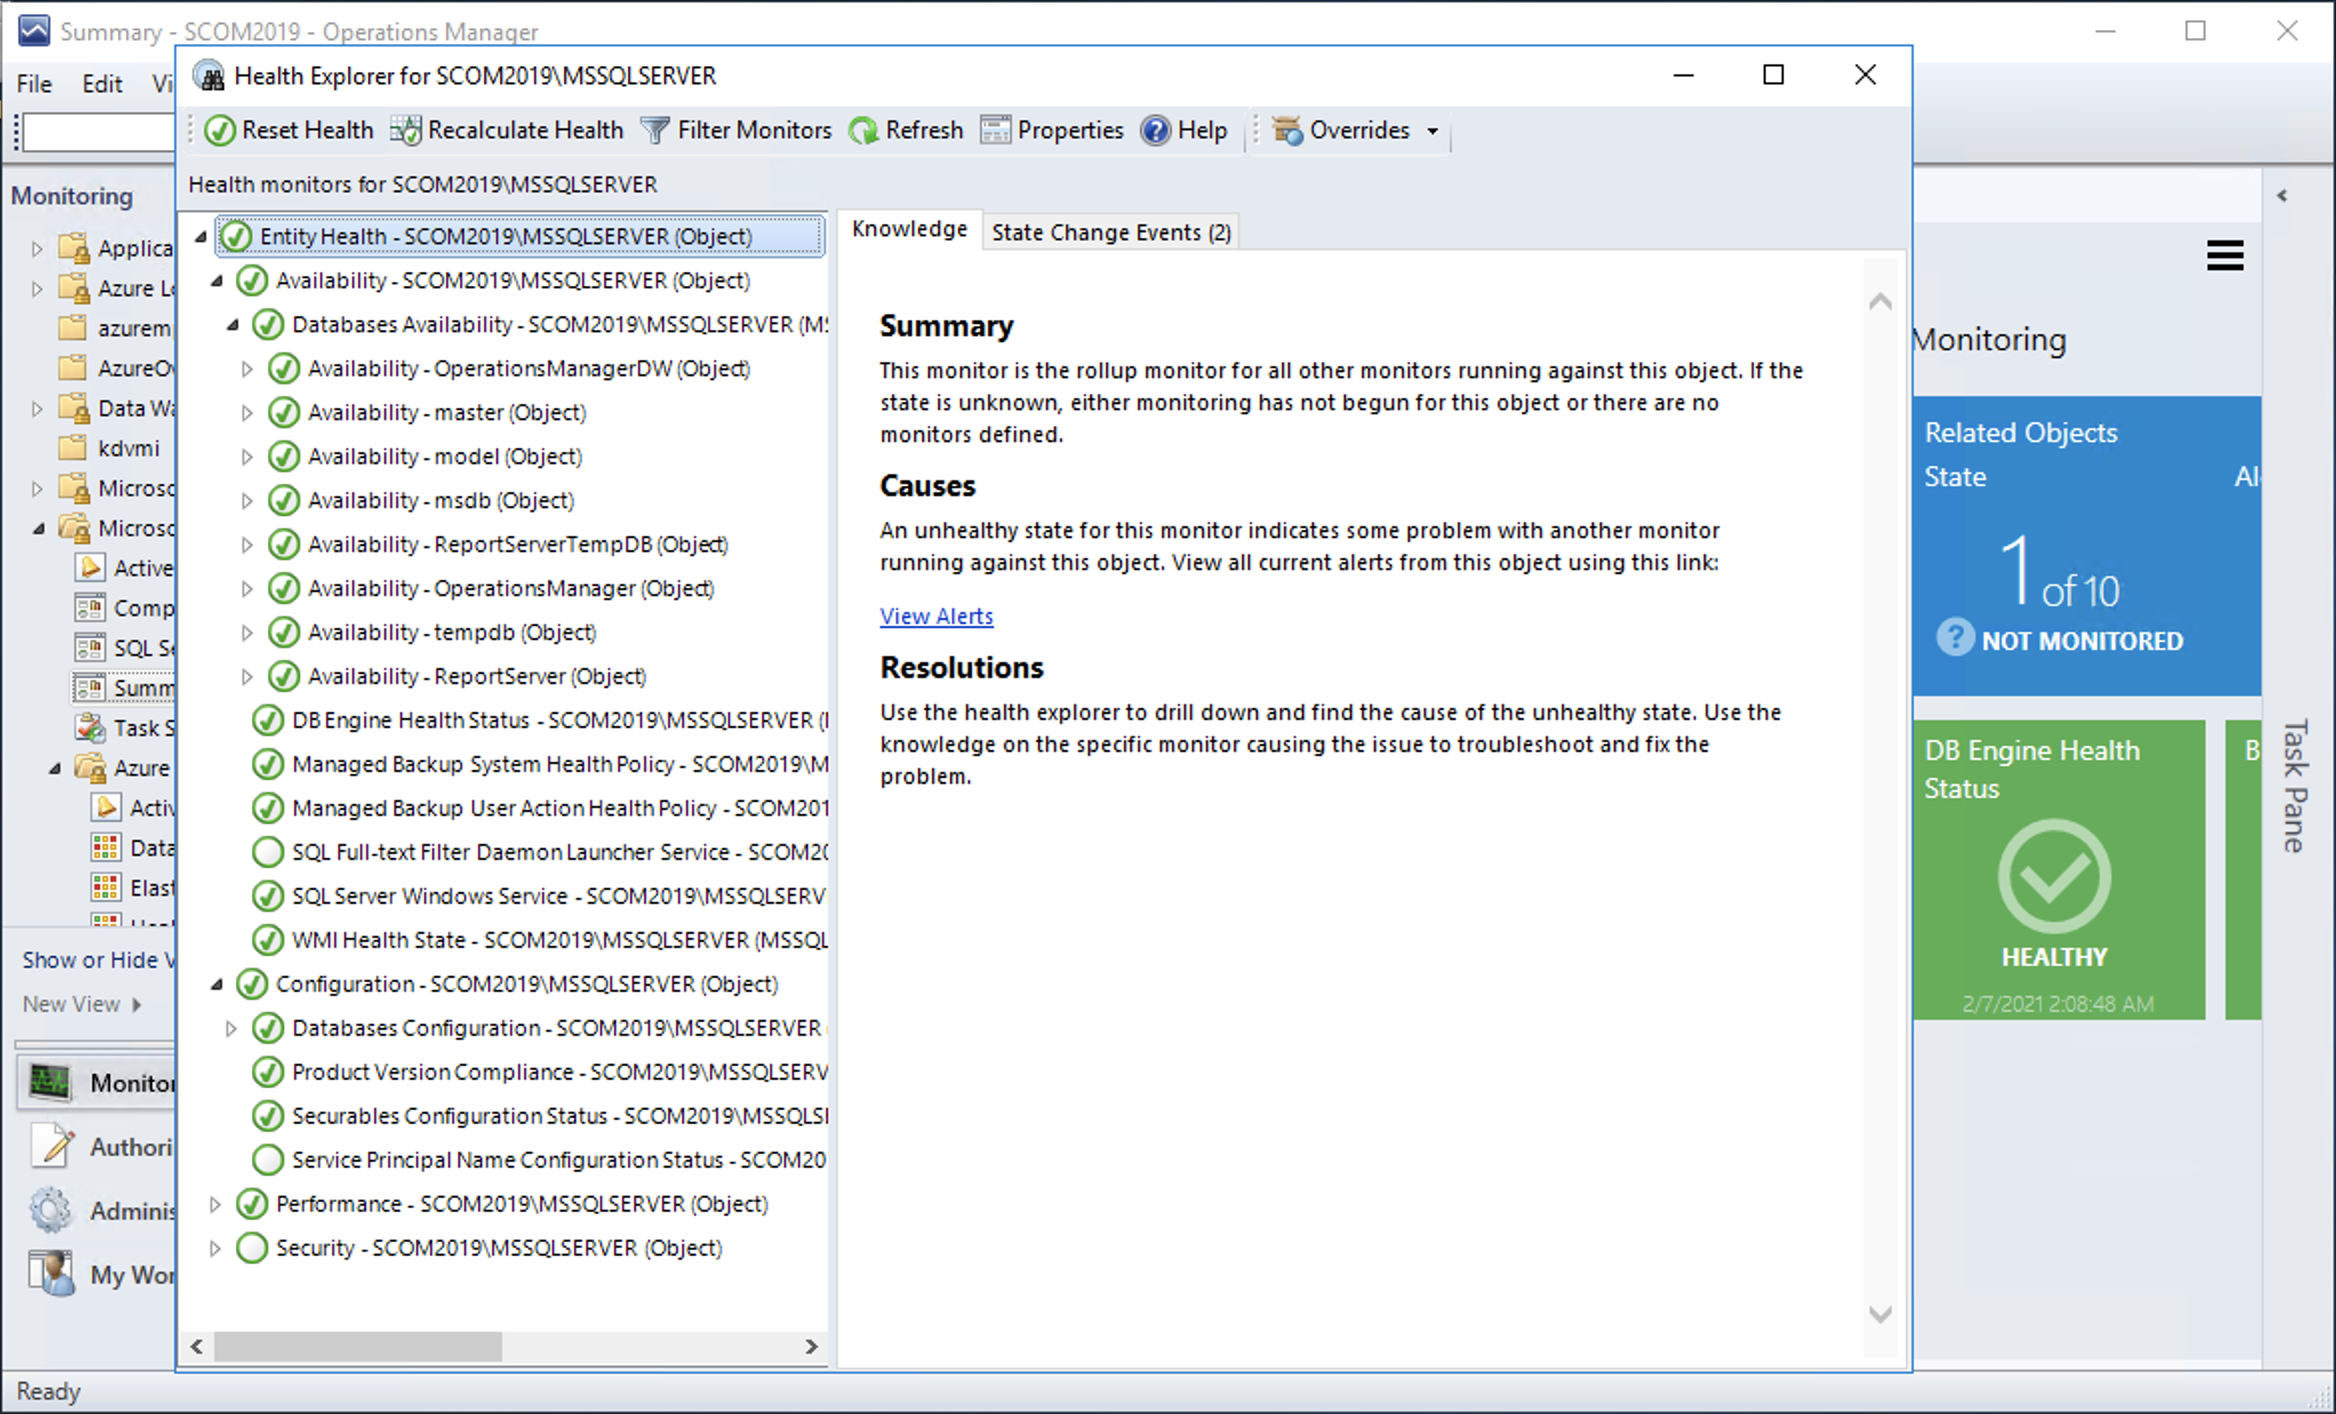 Summary - SCOM2019 - Operations Manager
File Edit Vi
Health Explorer for SCOM2019\MSSQLSERVER
Reset Health Recalculate Health Filter Monitors Refresh Properties Help Overrides
Health monitors for SCOM2019\MSSQLSERVER
Monitoring
Applica
Azure Lo
azuremp
AzureOv
Data Wa
kdvmi
Microso
Microso
Active
Comp
SQL Se
Summ
Task S
Azure
Activ
Data
Elast
Show or Hide V
New View
Monitor
Authori
Adminis
My Wor
Ready
Entity Health - SCOM2019\MSSQLSERVER (Object)
Availability - SCOM2019\MSSQLSERVER (Object)
Databases Availability - SCOM2019\MSSQLSERVER (MS
Availability - OperationsManagerDW (Object)
Availability - master (Object)
Availability - model (Object)
Availability - msdb (Object)
Availability - ReportServerTempDB (Object)
Availability - OperationsManager (Object)
Availability - tempdb (Object)
Availability - ReportServer (Object)
DB Engine Health Status - SCOM2019\MSSQLSERVER (
Managed Backup System Health Policy - SCOM2019\M
Managed Backup User Action Health Policy - SCOM201
SQL Full-text Filter Daemon Launcher Service - SCOM20
SQL Server Windows Service - SCOM2019\MSSQLSERV
WMI Health State - SCOM2019\MSSQLSERVER (MSSQL
Configuration - SCOM2019\MSSQLSERVER (Object)
Databases Configuration - SCOM2019\MSSQLSERVER
Product Version Compliance - SCOM2019\MSSQLSERV
Securables Configuration Status - SCOM2019\MSSQLSE
Service Principal Name Configuration Status - SCOM20
Performance - SCOM2019\MSSQLSERVER (Object)
Security - SCOM2019\MSSQLSERVER (Object)
Knowledge State Change Events (2)
Summary
This monitor is the rollup monitor for all other monitors running against this object. If the
state is unknown, either monitoring has not begun for this object or there are no
monitors defined.
Causes
An unhealthy state for this monitor indicates some problem with another monitor
running against this object. View all current alerts from this object using this link:
View Alerts
Resolutions
Use the health explorer to drill down and find the cause of the unhealthy state. Use the
knowledge on the specific monitor causing the issue to troubleshoot and fix the
problem.
Monitoring
Related Objects
State Al
1 of 10
NOT MONITORED
DB Engine Health
Status
HEALTHY
2/7/2021 2:08:48 AM
B
Task Pane